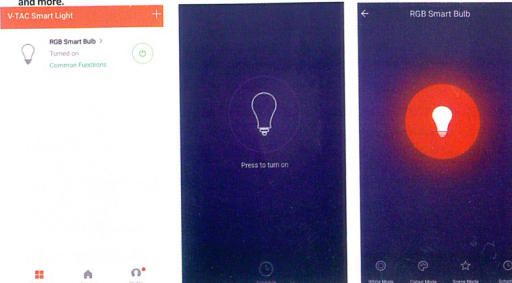 and more.
V-TAC Smart Light
RGB Smart Bulb >
Turned on
Common Functions
Press to turn on
RGB Smart Bulb
White Mode
Colour Mode
Scene Mode